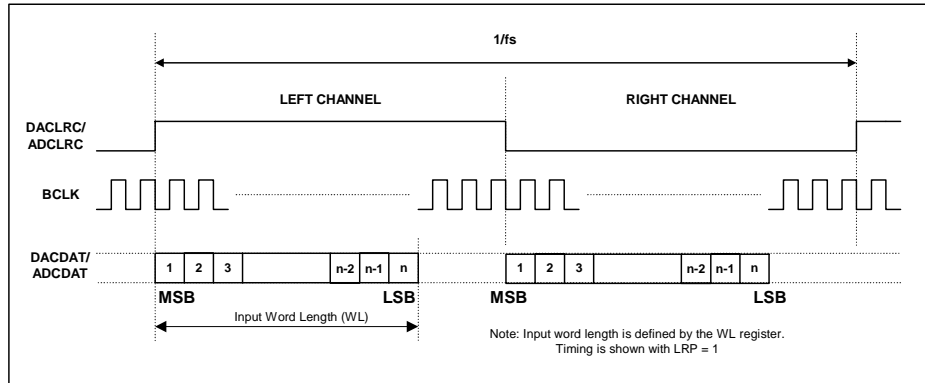 1/fs
LEFT CHANNEL
RIGHT CHANNEL
DACLRC/
ADCLRC
BCLK
DACDAT/
ADCDAT
1 2 3 n-2 n-1 n
1 2 3 n-2 n-1 n
MSB LSB
MSB LSB
Input Word Length (WL)
Note: Input word length is defined by the WL register.
Timing is shown with LRP = 1